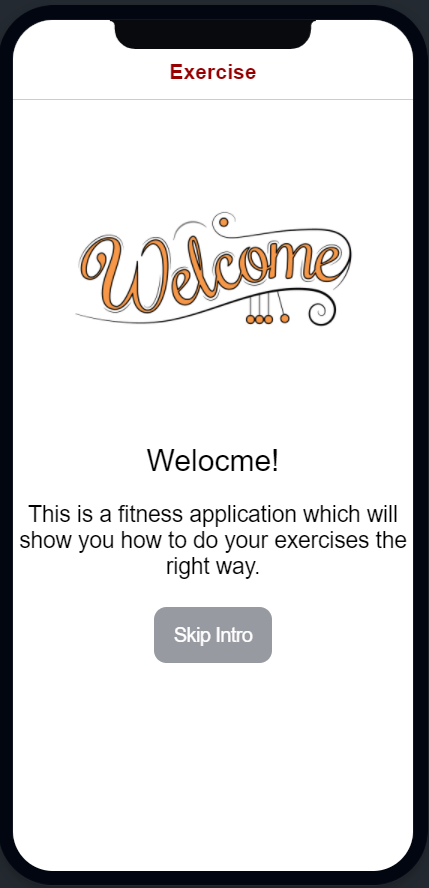 Exercise
Welcome
Welocme!
This is a fitness application which will
show you how to do your exercises the
right way.
Skip Intro